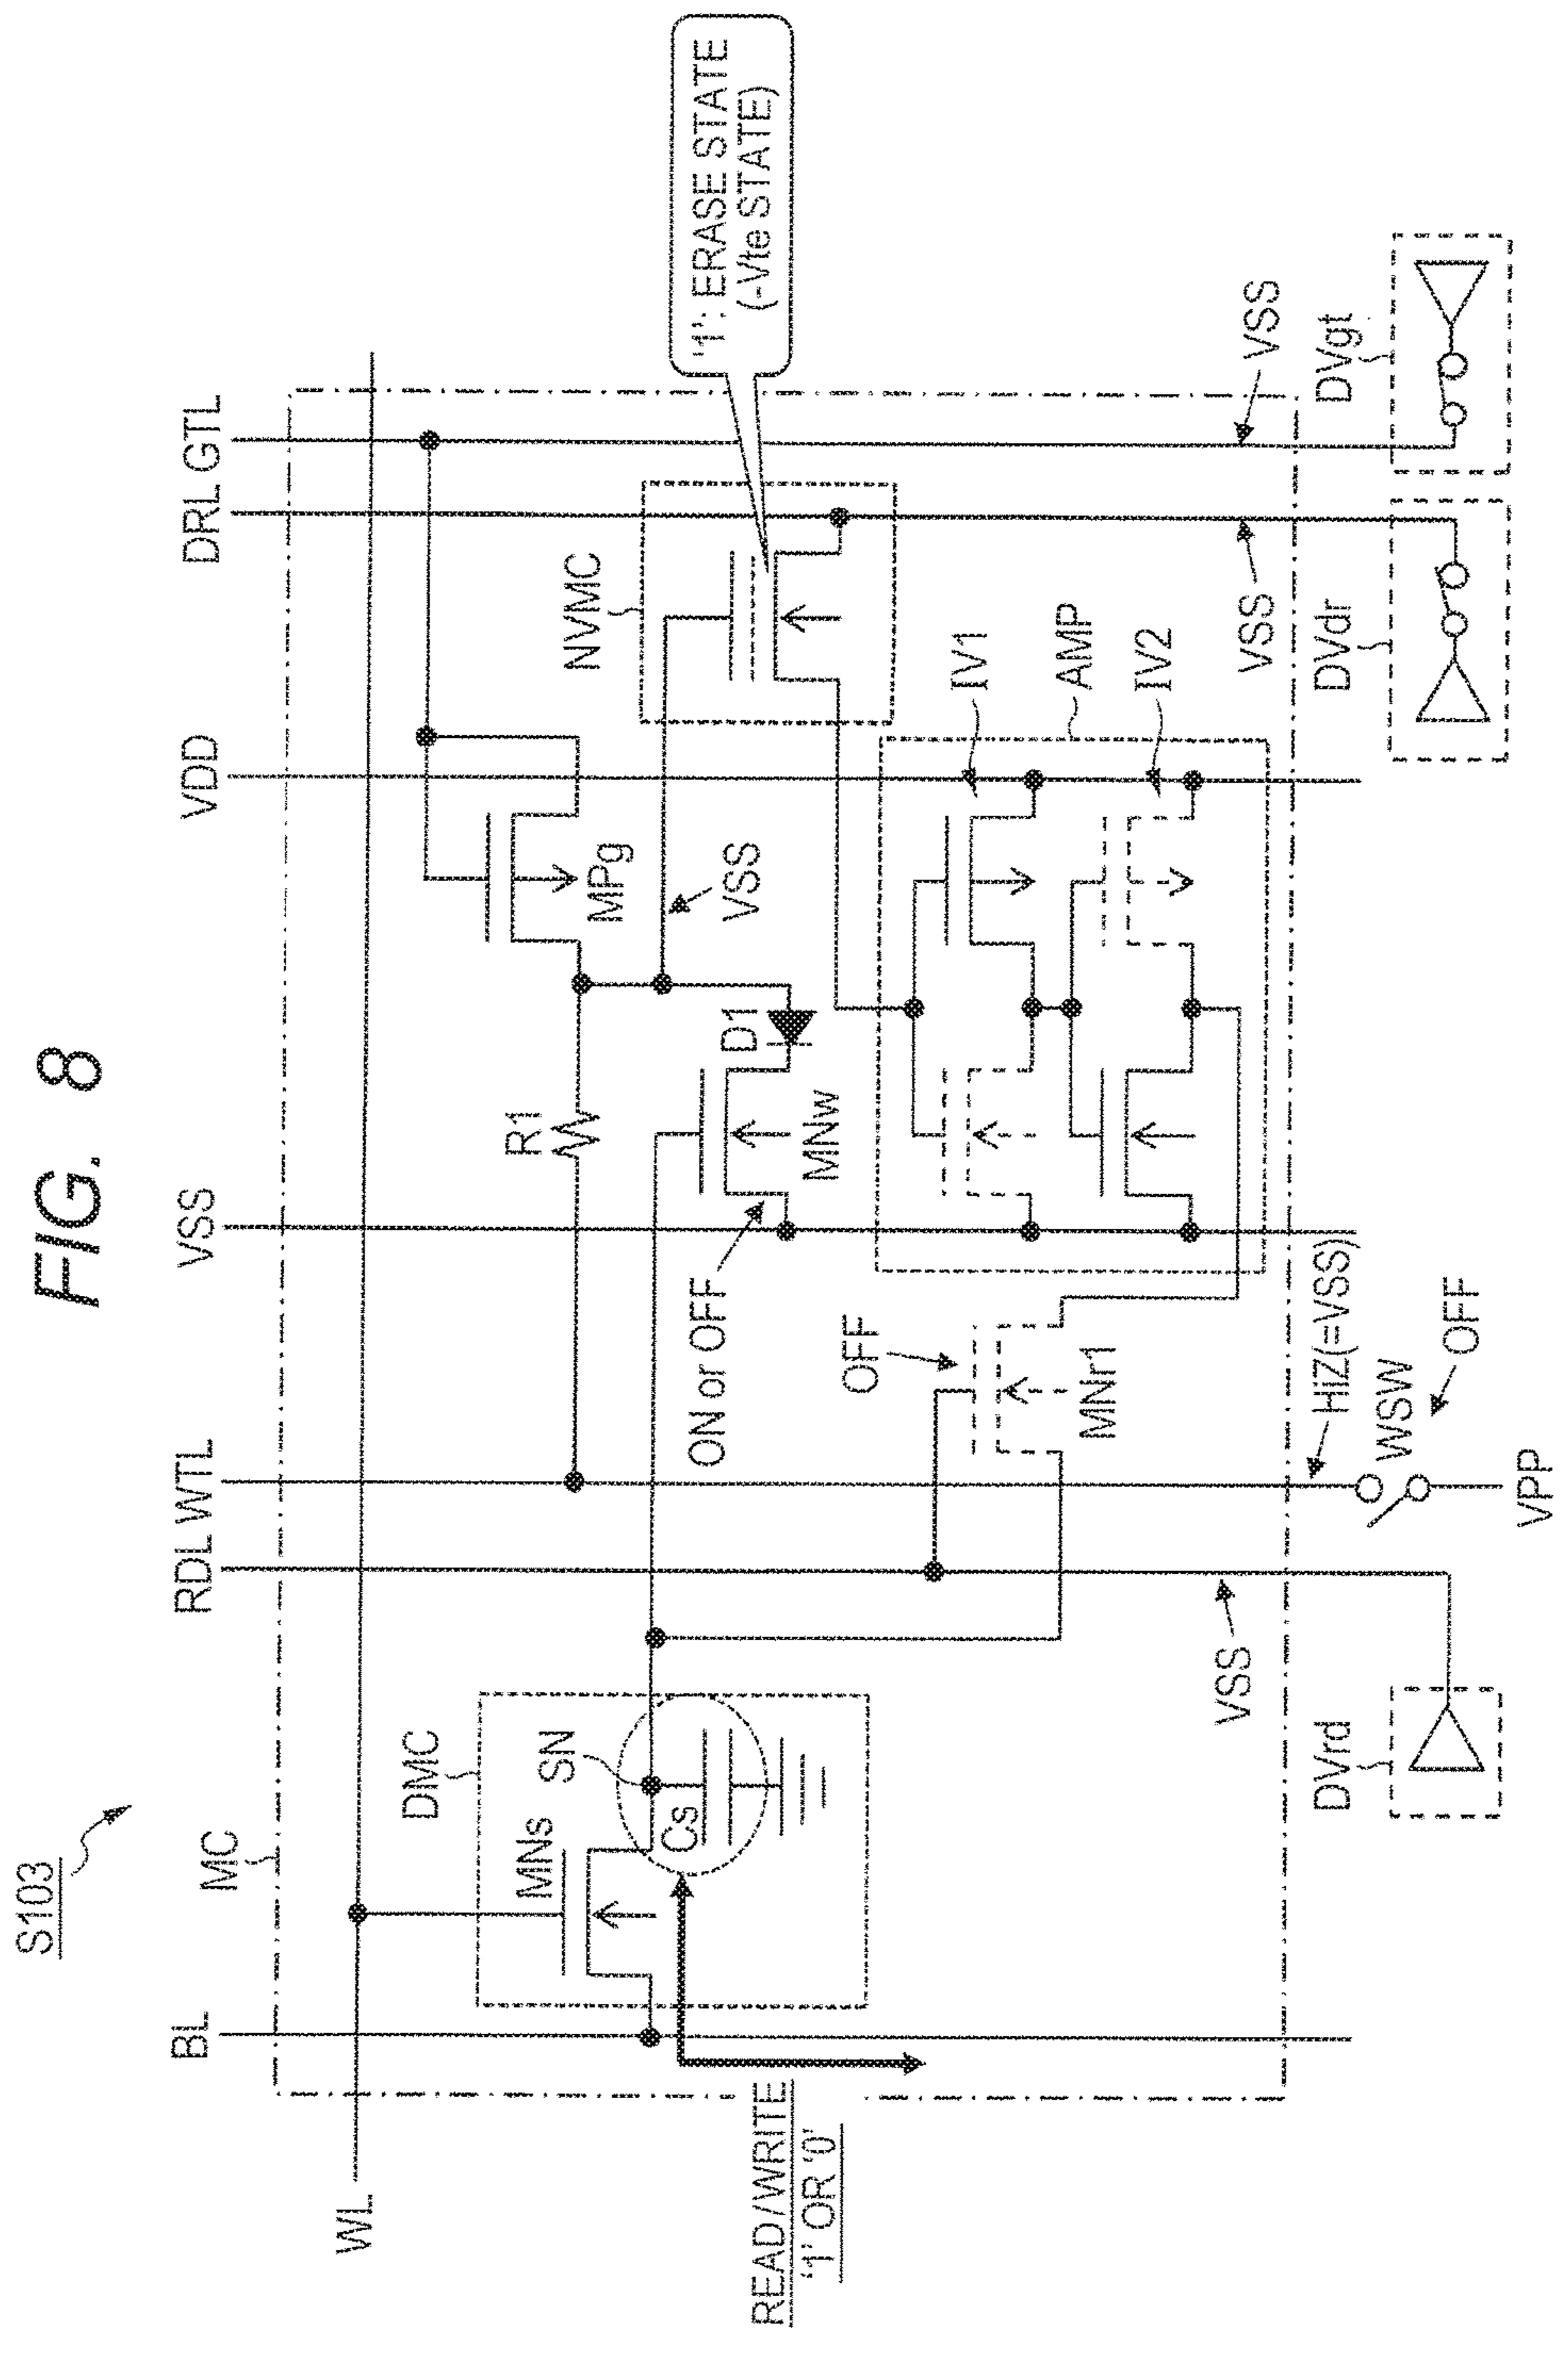 FIG. 8
S103
MC
BL
RDL
WTL
VSS
VDD
DRL
GTL
WL
DMC
MNs
SN
Cs
R1
MPg
D1
MNw
VSS
NVMC
'1': ERASE STATE
(-Vte STATE)
ON or OFF
OFF
MNr1
IV1
AMP
IV2
READ/WRITE
'1' OR '0'
VSS
DVrd
HiZ(=VSS)
WSW
OFF
VPP
VSS
DVdr
VSS
DVgt